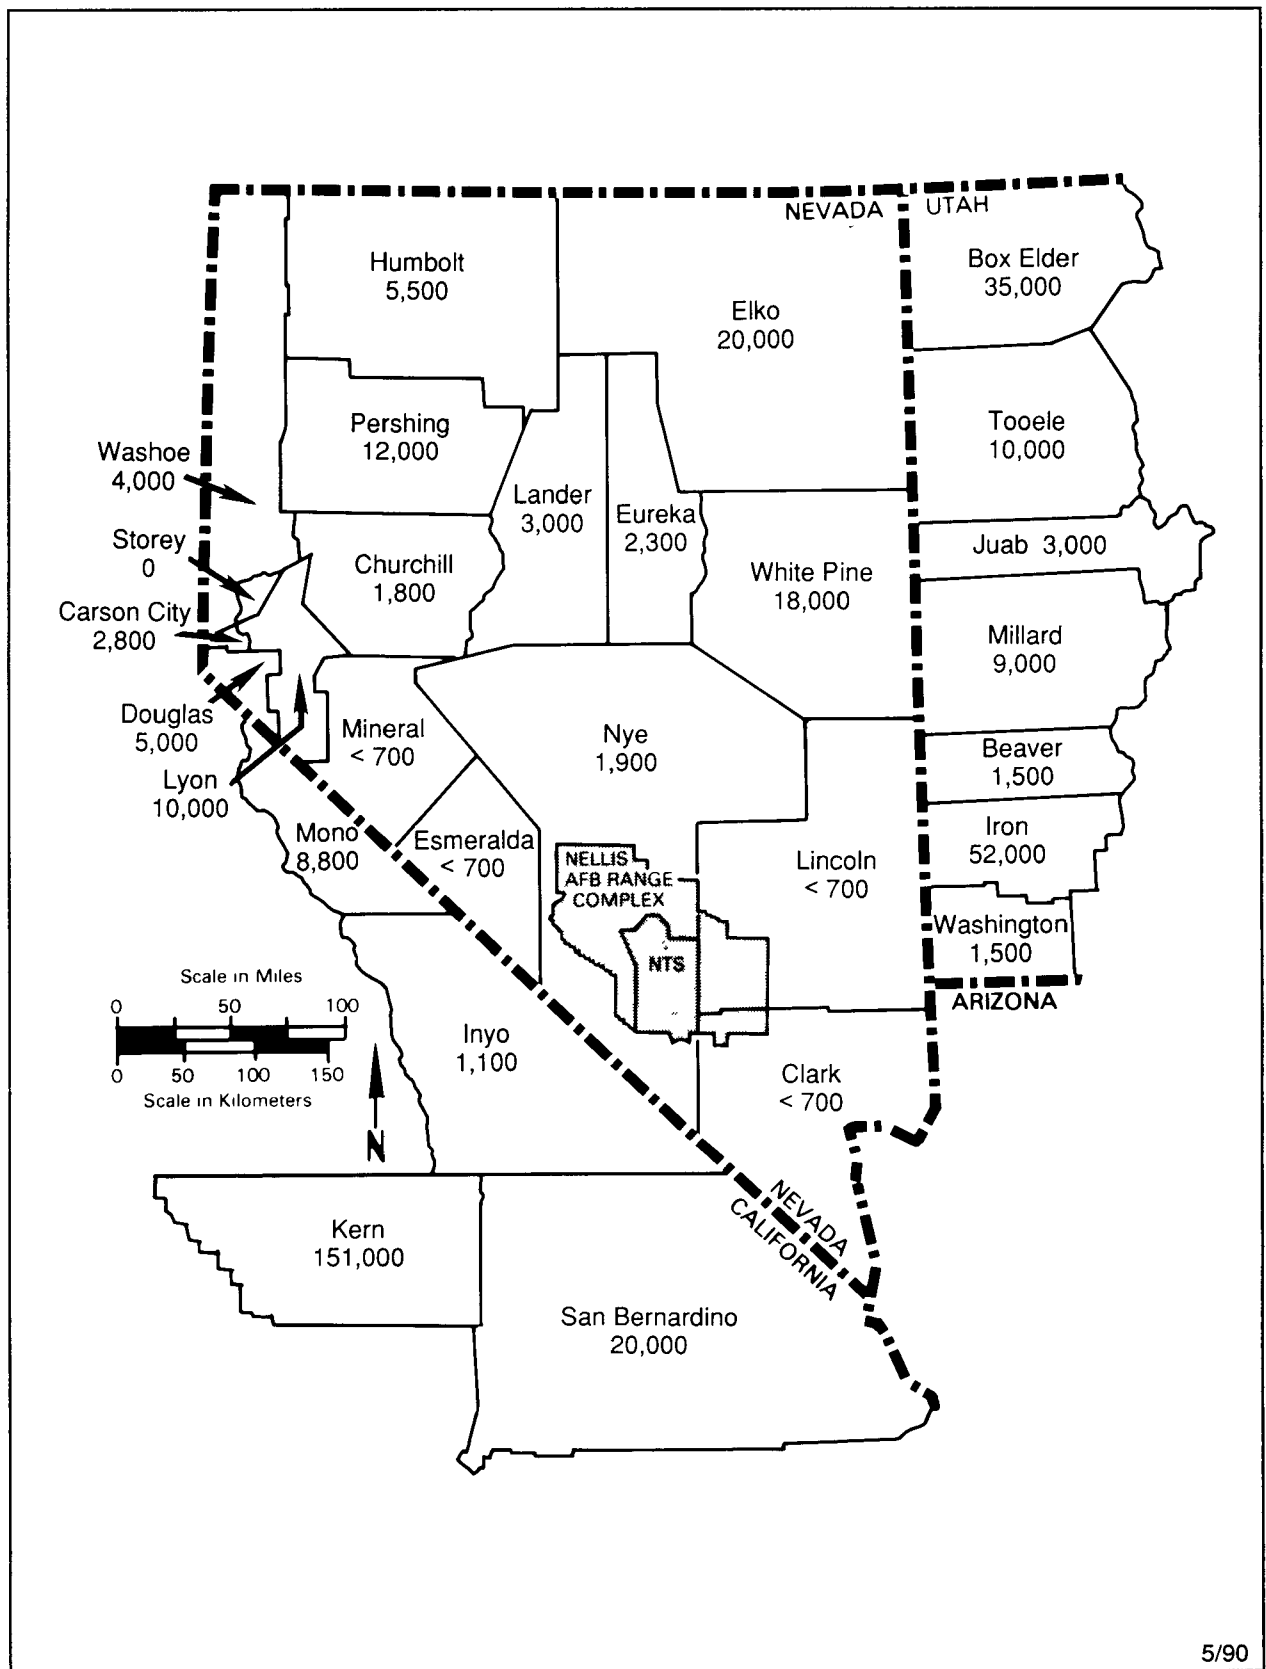 NEVADA
UTAH
Humbolt
5,500
Box Elder
35,000
Elko
20,000
Pershing
12,000
Tooele
10,000
Washoe
4,000
Lander
3,000
Eureka
2,300
Storey
0
Churchill
1,800
Juab 3,000
White Pine
18,000
Carson City
2,800
Millard
9,000
Douglas
5,000
Mineral
< 700
Nye
1,900
Beaver
1,500
Lyon
10,000
Mono
8,800
Esmeralda
< 700
Iron
52,000
NELLIS
AFB RANGE
COMPLEX
Lincoln
< 700
Washington
1,500
NTS
ARIZONA
Scale in Miles
0 50 100
0 50 100 150
Scale in Kilometers
Inyo
1,100
Clark
< 700
N
NEVADA
CALIFORNIA
Kern
151,000
San Bernardino
20,000
5/90